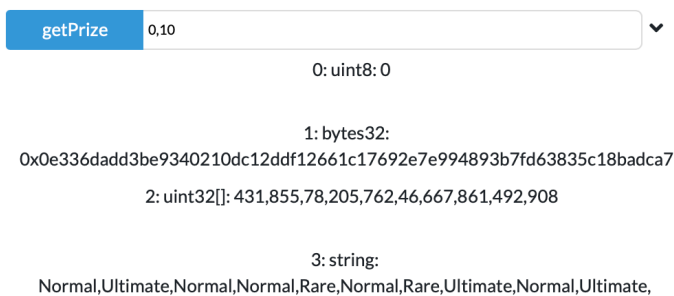 getPrize 0,10
0: uint8: 0
1: bytes32:
0x0e336dadd3be9340210dc12ddf12661c17692e7e994893b7fd63835c18badca7
2: uint32[]: 431,855,78,205,762,46,667,861,492,908
3: string:
Normal,Ultimate,Normal,Normal,Rare,Normal,Rare,Ultimate,Normal,Ultimate,